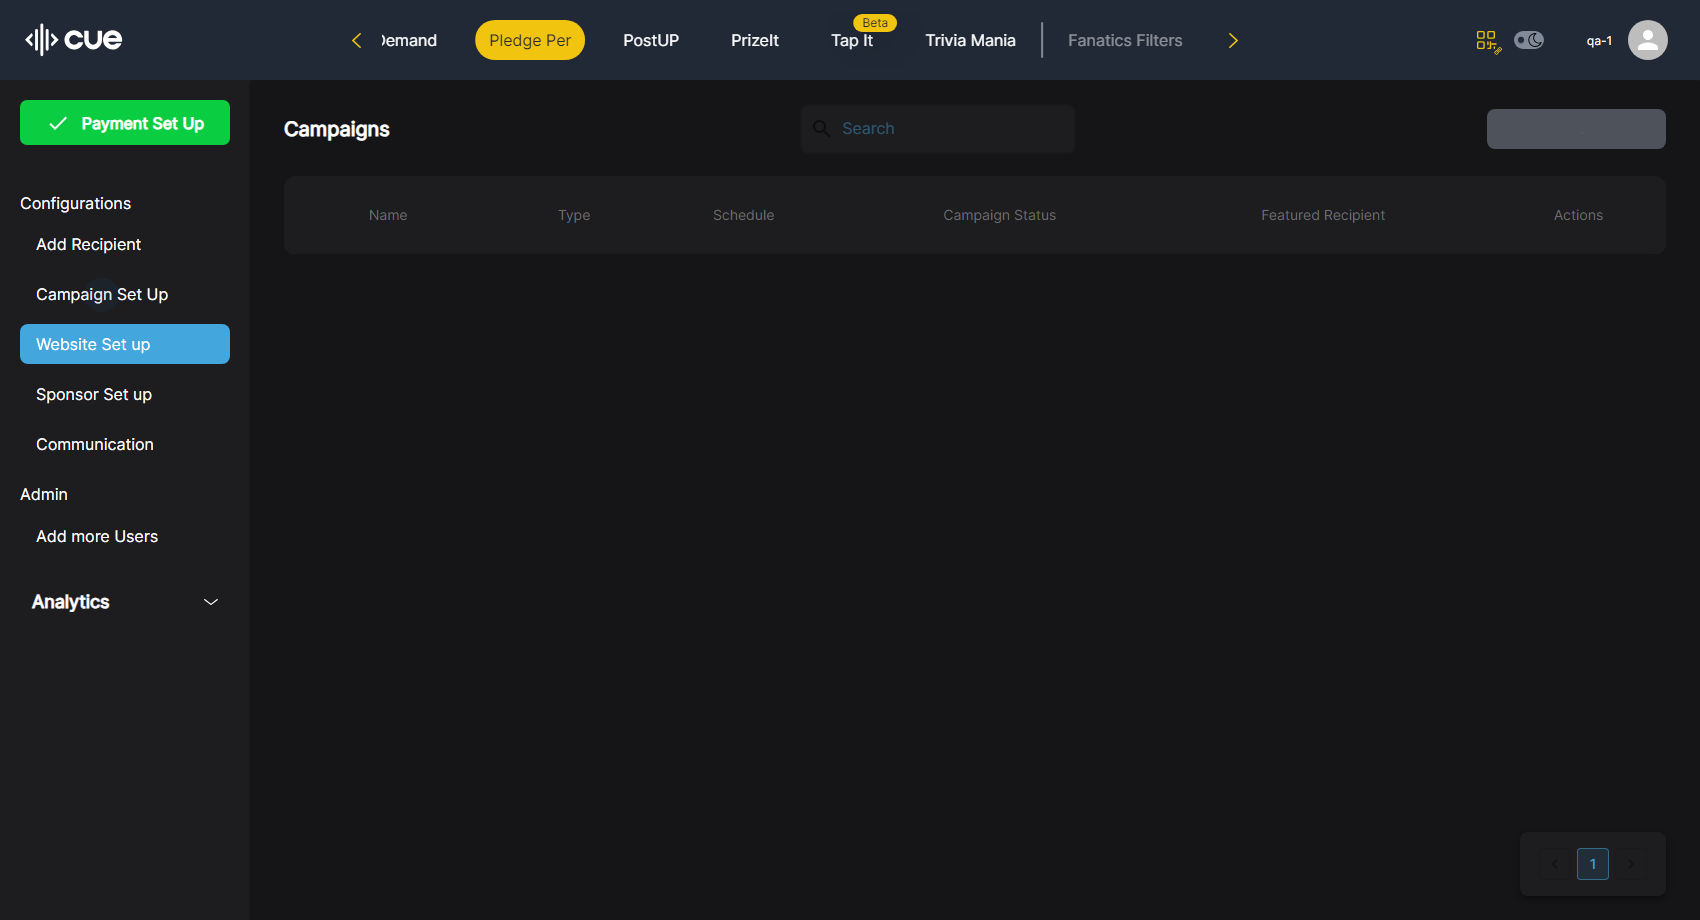 cue
Demand
Pledge Per
PostUP
PrizeIt
Beta
Tap It
Trivia Mania
Fanatics Filters
qa-1
Payment Set Up
Configurations
Add Recipient
Campaign Set Up
Website Set up
Sponsor Set up
Communication
Admin
Add more Users
Analytics
Campaigns
Search
Name Type Schedule Campaign Status Featured Recipient Actions
1